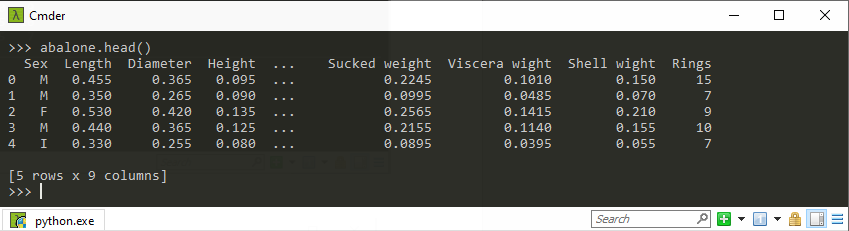 Cmder
>>> abalone.head()
  Sex  Length  Diameter  Height  ...    Sucked weight  Viscera wight  Shell wight  Rings
0   M   0.455     0.365   0.095  ...           0.2245         0.1010        0.150     15
1   M   0.350     0.265   0.090  ...           0.0995         0.0485        0.070      7
2   F   0.530     0.420   0.135  ...           0.2565         0.1415        0.210      9
3   M   0.440     0.365   0.125  ...           0.2155         0.1140        0.155     10
4   I   0.330     0.255   0.080  ...           0.0895         0.0395        0.055      7
[5 rows x 9 columns]
>>>
python.exe Search